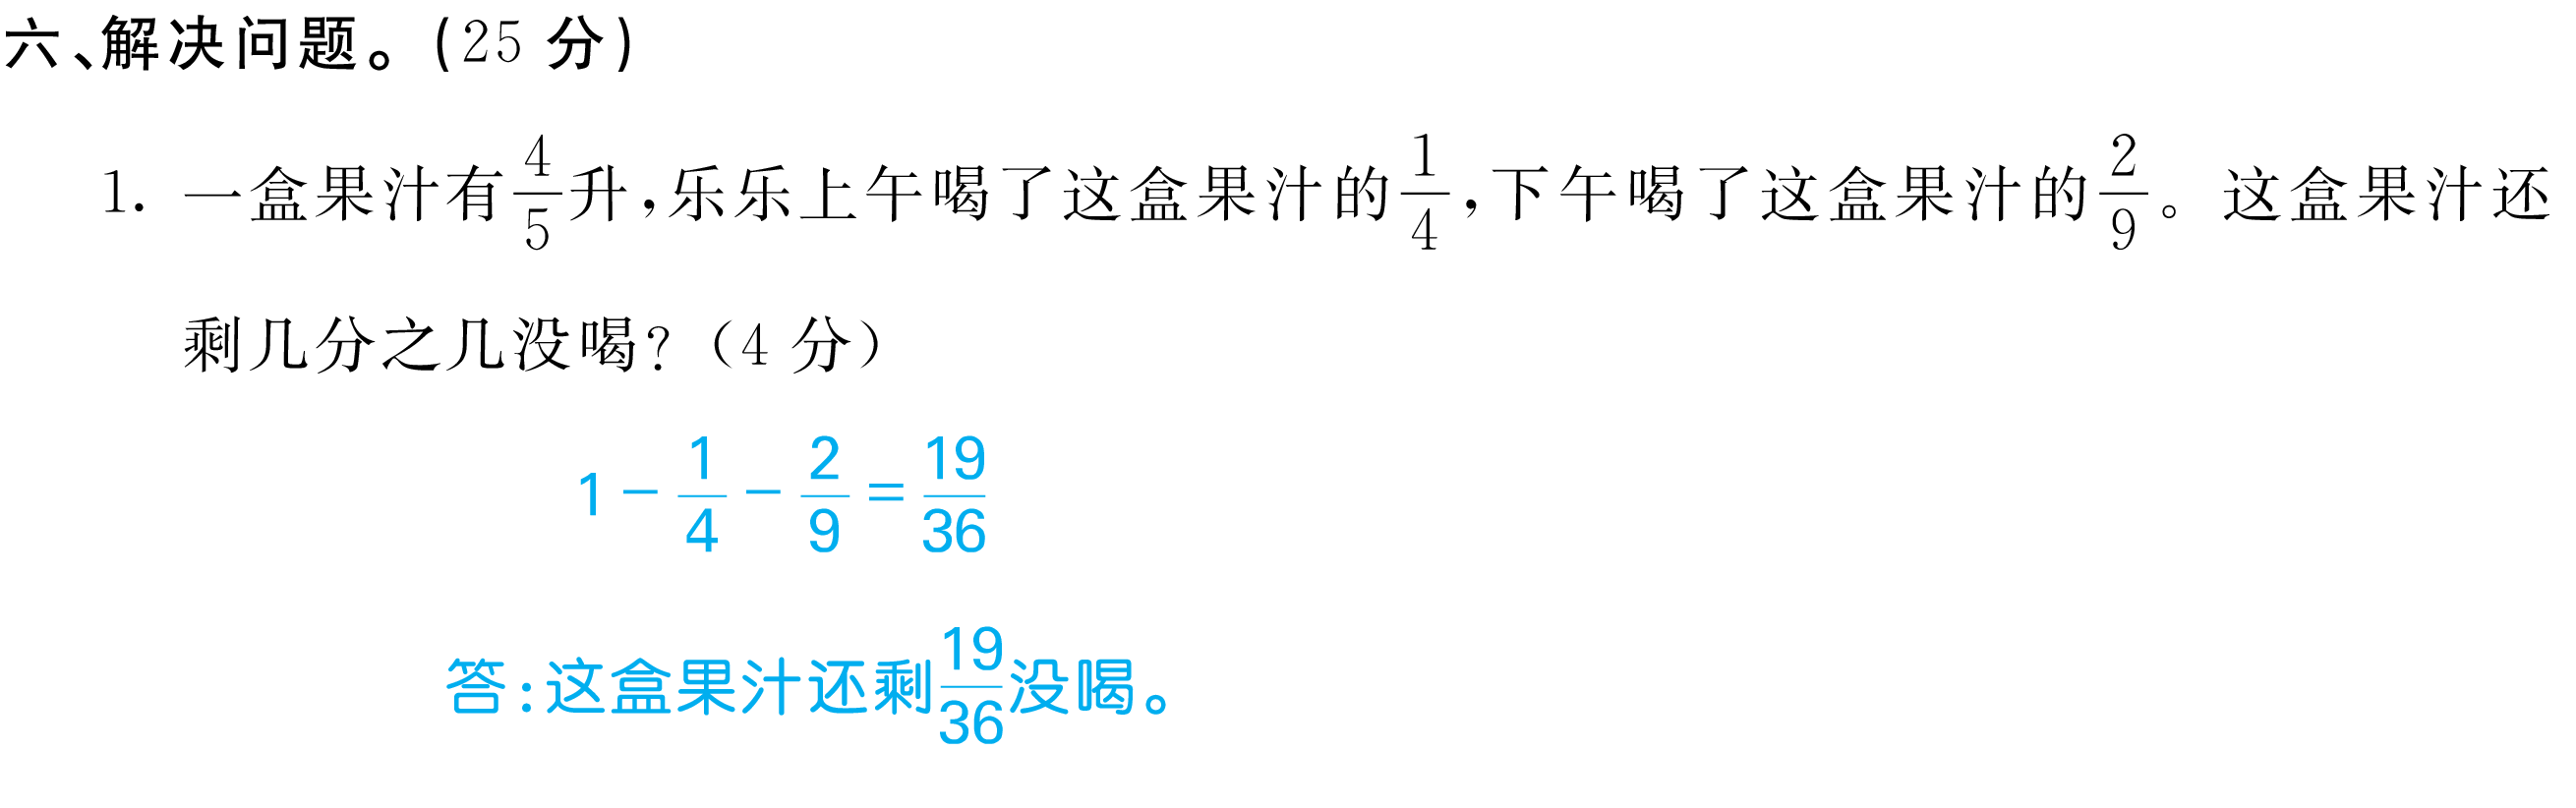 六、解决问题。(25 分)
1. 一盒果汁有4/5升,乐乐上午喝了这盒果汁的1/4,下午喝了这盒果汁的2/9。这盒果汁还
剩几分之几没喝?(4 分)
1 − 1/4 − 2/9 = 19/36
答:这盒果汁还剩19/36没喝。